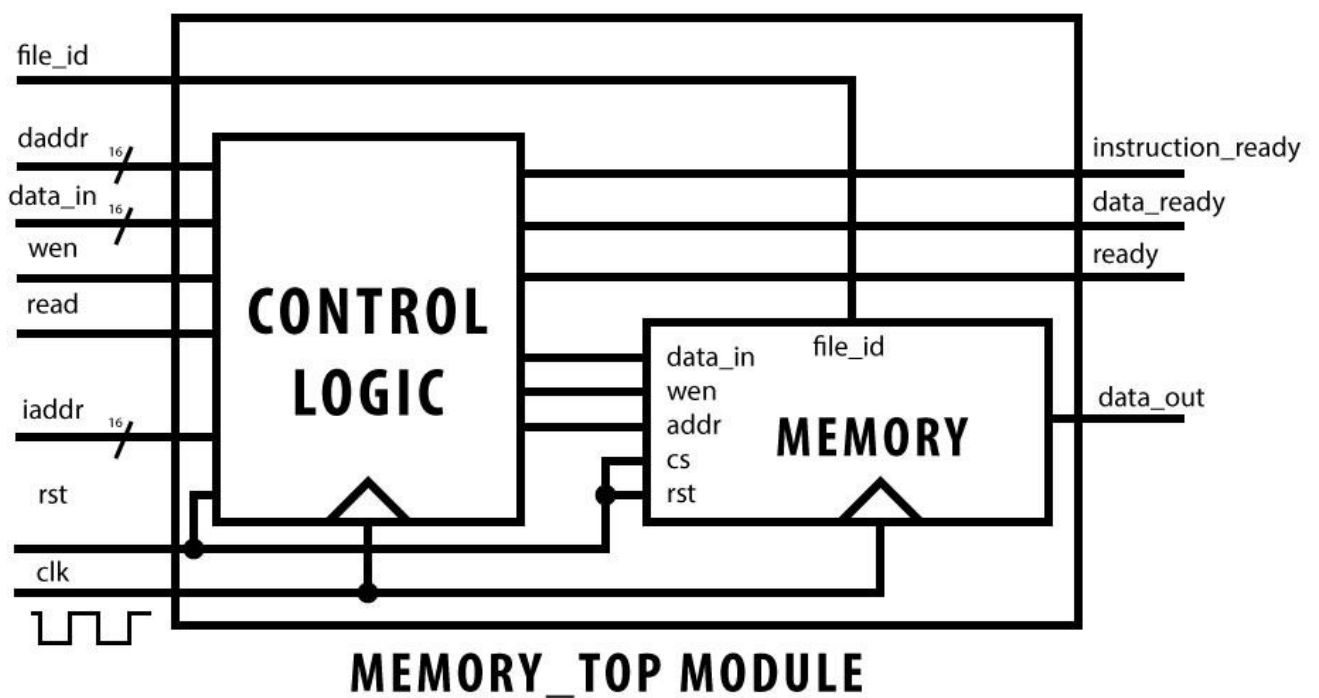 file_id
daddr
16
data_in
16
wen
read
iaddr
16
rst
clk
CONTROL
LOGIC
instruction_ready
data_ready
ready
file_id
data_in
wen
addr
cs
rst
MEMORY
data_out
MEMORY_TOP MODULE